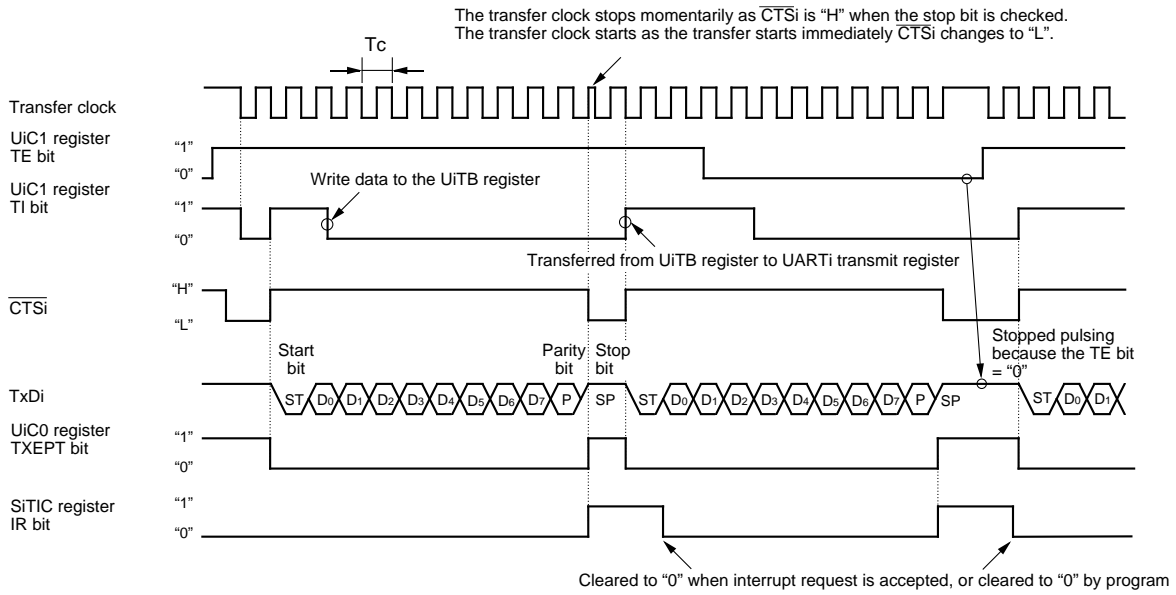 The transfer clock stops momentarily as CTSi is “H” when the stop bit is checked.
The transfer clock starts as the transfer starts immediately CTSi changes to “L”.
Tc
Transfer clock
UiC1 register
TE bit
“1”
“0”
Write data to the UiTB register
UiC1 register
TI bit
“1”
“0”
Transferred from UiTB register to UARTi transmit register
“H”
CTSi
“L”
Start
bit
Parity
bit
Stop
bit
Stopped pulsing
because the TE bit
= “0”
TxDi
ST D0 D1 D2 D3 D4 D5 D6 D7 P SP ST D0 D1 D2 D3 D4 D5 D6 D7 P SP ST D0 D1
UiC0 register
TXEPT bit
“1”
“0”
SiTIC register
IR bit
“1”
“0”
Cleared to “0” when interrupt request is accepted, or cleared to “0” by program